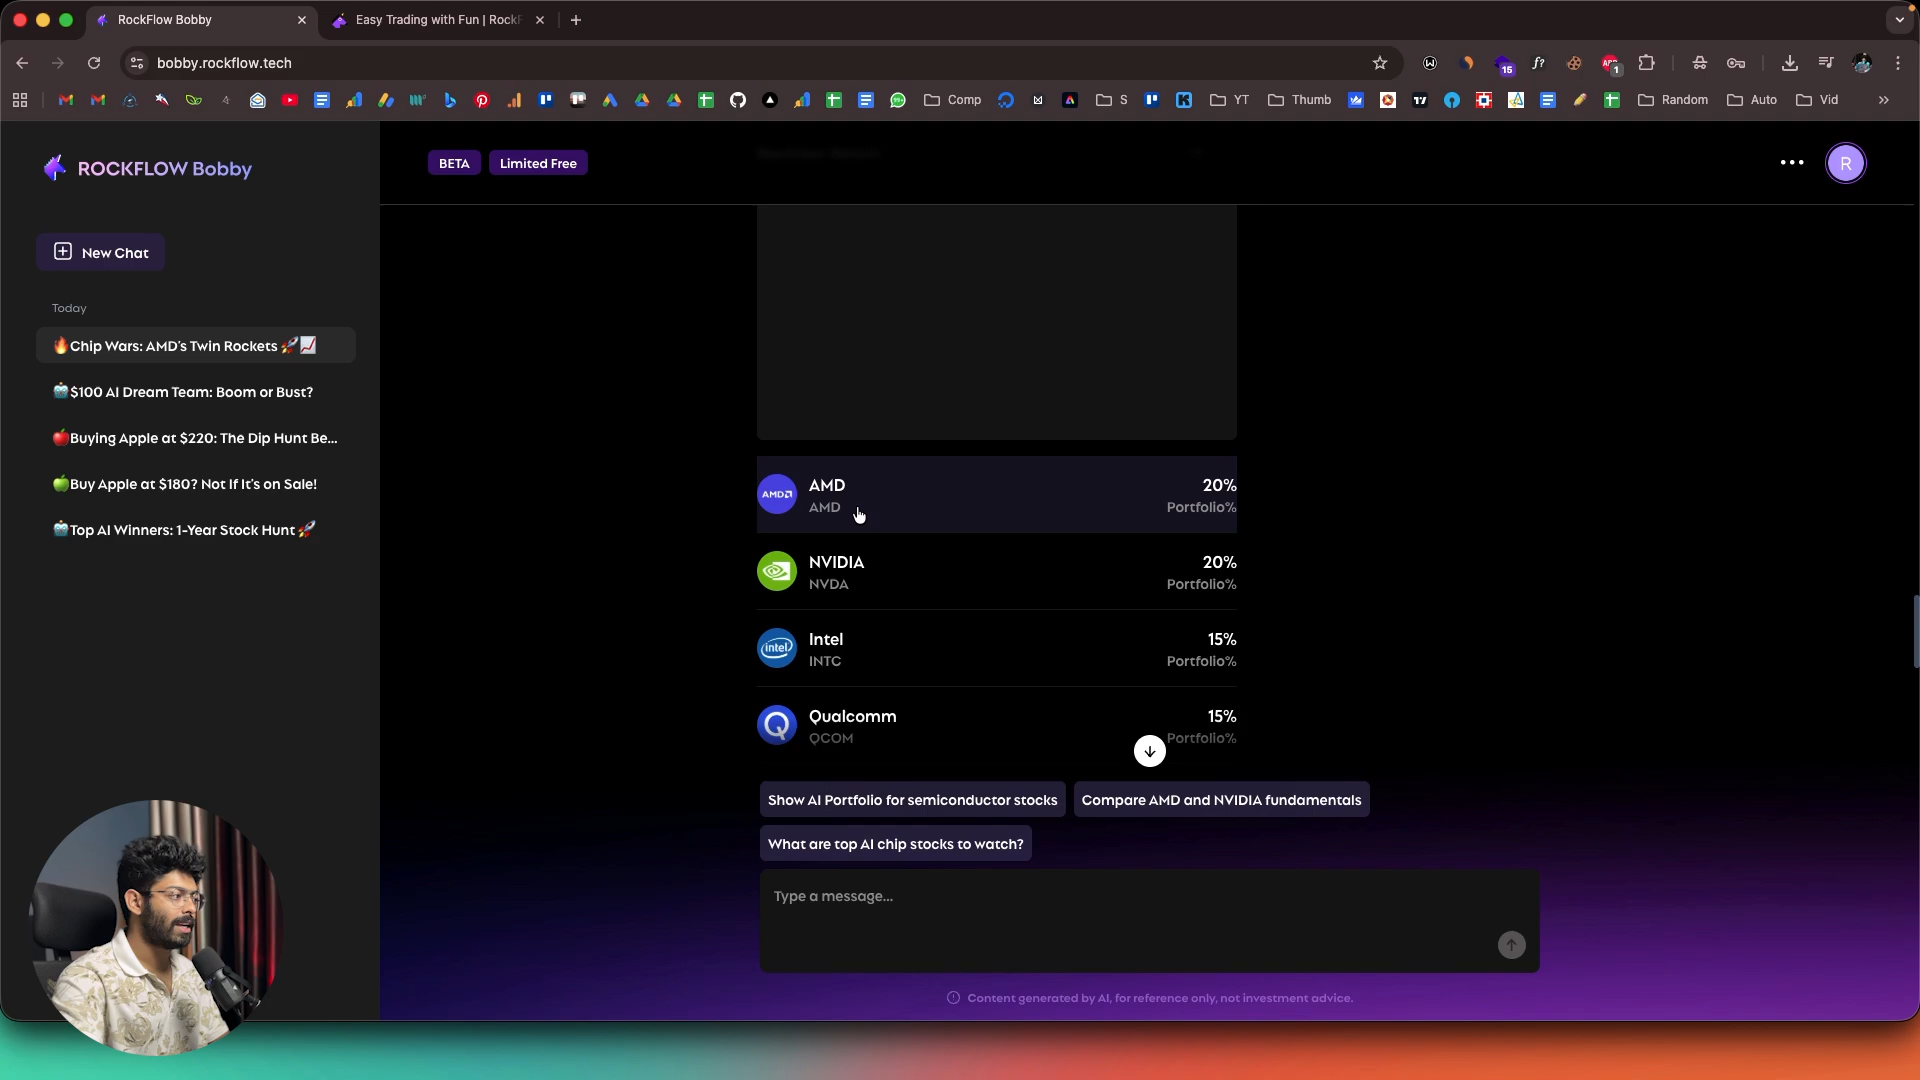 RockFlow Bobby
Easy Trading with Fun | RockF
bobby.rockflow.tech
15
f?
1
Comp
S
YT
Thumb
Random
Auto
Vid
ROCKFLOW Bobby
BETA
Limited Free
R
New Chat
Today
🔥Chip Wars: AMD's Twin Rockets 🚀📈
🤖$100 AI Dream Team: Boom or Bust?
🍎Buying Apple at $220: The Dip Hunt Be...
🍏Buy Apple at $180? Not If It's on Sale!
🤖Top AI Winners: 1-Year Stock Hunt 🚀
AMD
AMD
AMD
20%
Portfolio%
NVIDIA
NVDA
20%
Portfolio%
intel
Intel
INTC
15%
Portfolio%
Qualcomm
QCOM
15%
Portfolio%
Show AI Portfolio for semiconductor stocks
Compare AMD and NVIDIA fundamentals
What are top AI chip stocks to watch?
Type a message...
Content generated by AI, for reference only, not investment advice.